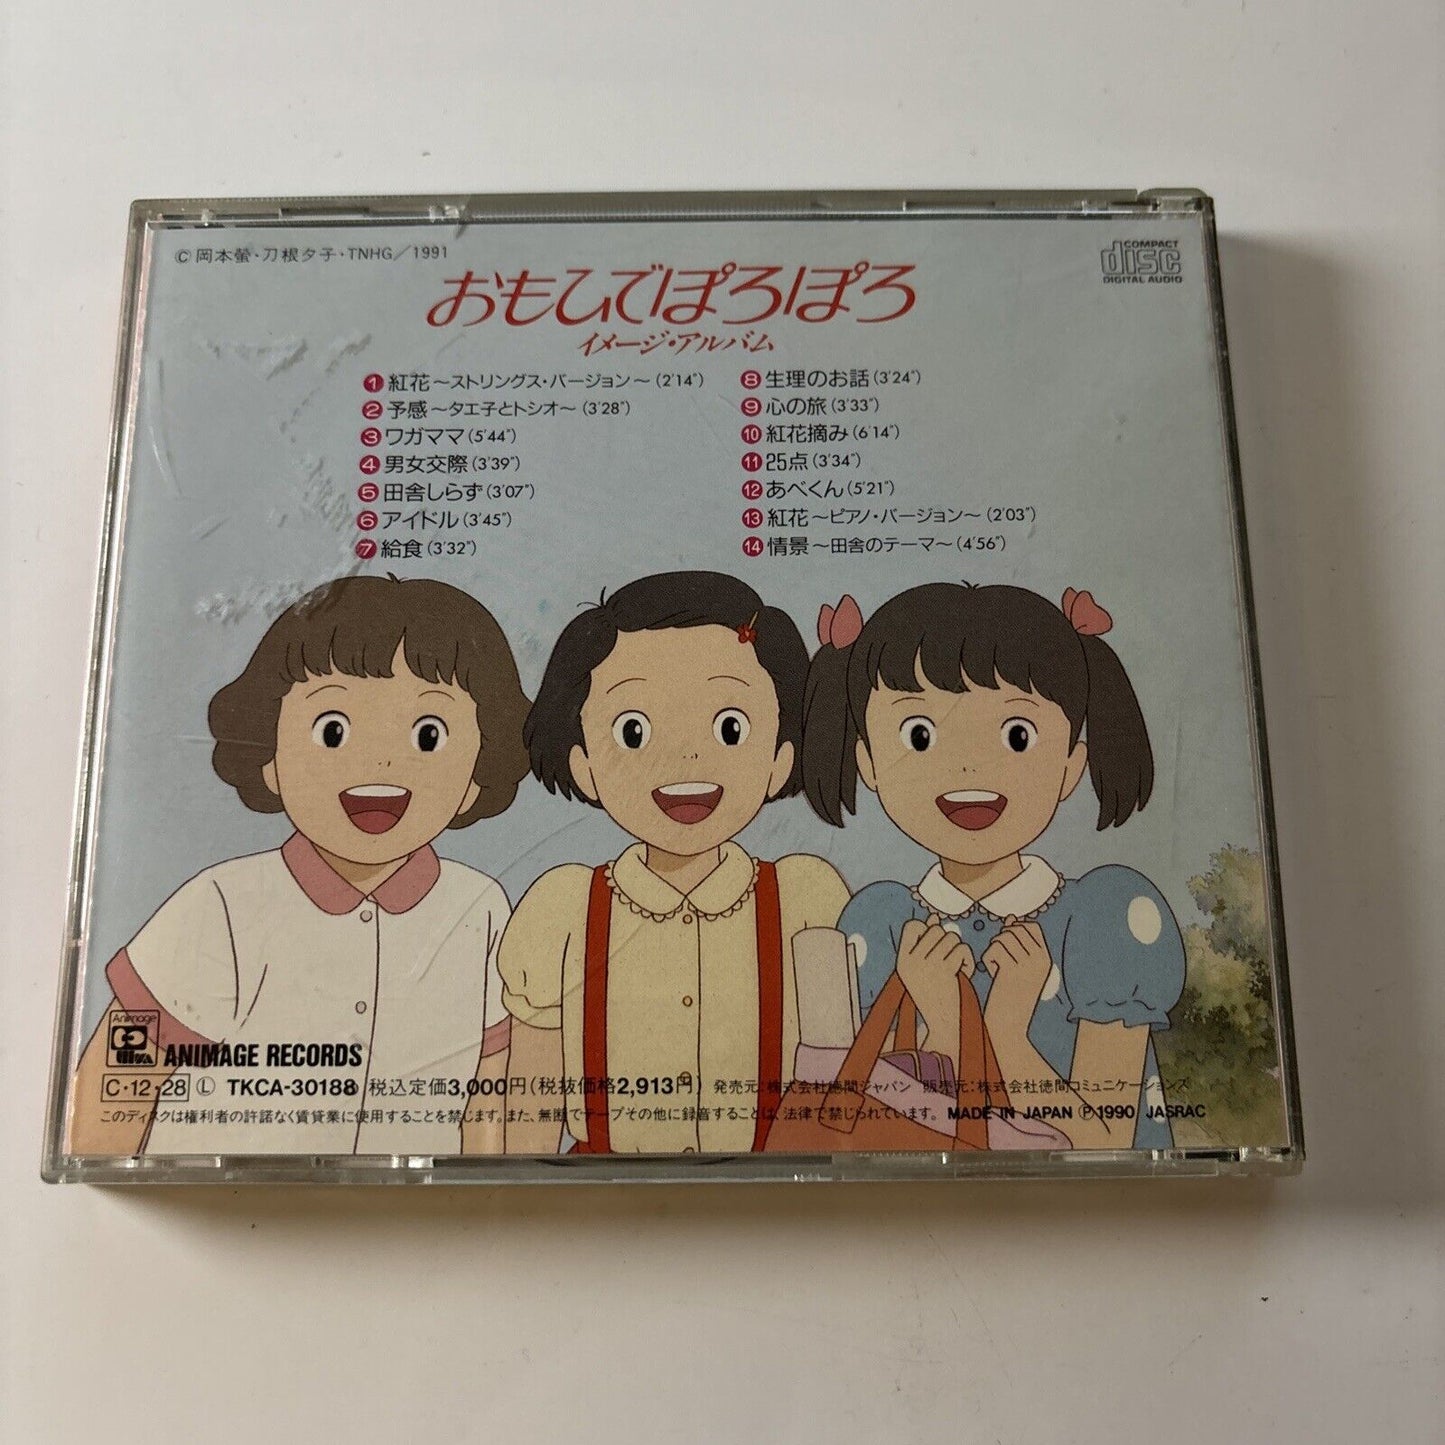 © 岡本螢・刀根夕子・TNHG／1991
COMPACT
disc
DIGITAL AUDIO
おもひでぽろぽろ
イメージ・アルバム
1 紅花～ストリングス・バージョン～(2'14")
2 予感～タエ子とトシオ～(3'28")
3 ワガママ(5'44")
4 男女交際(3'39")
5 田舎しらず(3'07")
6 アイドル(3'45")
7 給食(3'32")
8 生理のお話(3'24")
9 心の旅(3'33")
10 紅花摘み(6'14")
11 25点(3'34")
12 あべくん(5'21")
13 紅花～ピアノ・バージョン～(2'03")
14 情景～田舎のテーマ～(4'56")
Animage
ANIMAGE RECORDS
C・12・28 Ⓛ TKCA-30188 税込定価3,000円(税抜価格2,913円) 発売元：株式会社徳間ジャパン 販売元：株式会社徳間コミュニケーションズ
このディスクは権利者の許諾なく賃貸業に使用することを禁じます。また、無断でテープその他に録音することは、法律で禁じられています。 MADE IN JAPAN Ⓟ1990 JASRAC